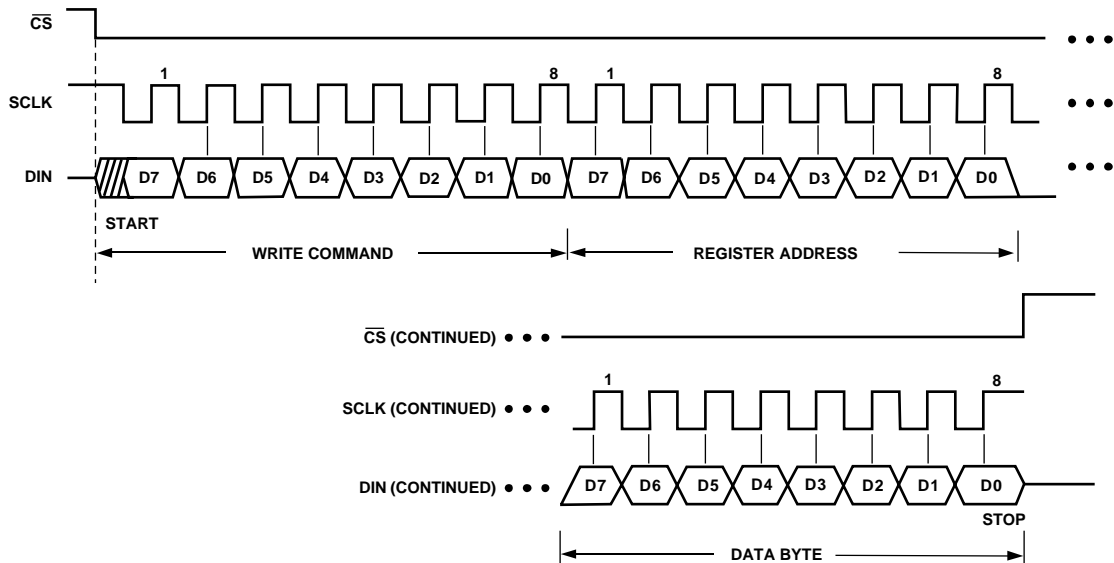 CS
1 8 1 8
SCLK
DIN D7 D6 D5 D4 D3 D2 D1 D0 D7 D6 D5 D4 D3 D2 D1 D0
START
WRITE COMMAND REGISTER ADDRESS
CS (CONTINUED)
1 8
SCLK (CONTINUED)
DIN (CONTINUED) D7 D6 D5 D4 D3 D2 D1 D0
STOP
DATA BYTE